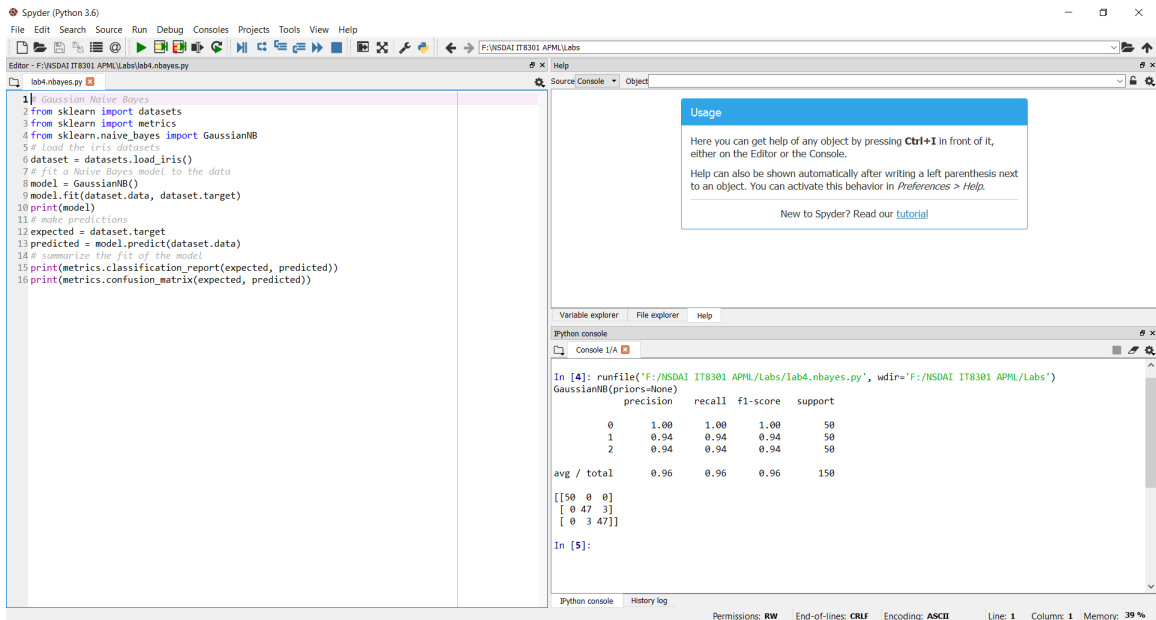 Spyder (Python 3.6)
File Edit Search Source Run Debug Consoles Projects Tools View Help
F:\NSDAI IT8301 APML\Labs
Editor - F:\NSDAI IT8301 APML\Labs\lab4.nbayes.py
lab4.nbayes.py
1 # Gaussian Naive Bayes
2 from sklearn import datasets
3 from sklearn import metrics
4 from sklearn.naive_bayes import GaussianNB
5 # load the iris datasets
6 dataset = datasets.load_iris()
7 # fit a Naive Bayes model to the data
8 model = GaussianNB()
9 model.fit(dataset.data, dataset.target)
10 print(model)
11 # make predictions
12 expected = dataset.target
13 predicted = model.predict(dataset.data)
14 # summarize the fit of the model
15 print(metrics.classification_report(expected, predicted))
16 print(metrics.confusion_matrix(expected, predicted))
Help
Source Console Object
Usage
Here you can get help of any object by pressing Ctrl+I in front of it,
either on the Editor or the Console.
Help can also be shown automatically after writing a left parenthesis next
to an object. You can activate this behavior in Preferences > Help.
New to Spyder? Read our tutorial
Variable explorer File explorer Help
IPython console
Console 1/A
In [4]: runfile('F:/NSDAI IT8301 APML/Labs/lab4.nbayes.py', wdir='F:/NSDAI IT8301 APML/Labs')
GaussianNB(priors=None)
precision recall f1-score support
0 1.00 1.00 1.00 50
1 0.94 0.94 0.94 50
2 0.94 0.94 0.94 50
avg / total 0.96 0.96 0.96 150
[[50 0 0]
[ 0 47 3]
[ 0 3 47]]
In [5]:
IPython console History log
Permissions: RW End-of-lines: CRLF Encoding: ASCII Line: 1 Column: 1 Memory: 39 %